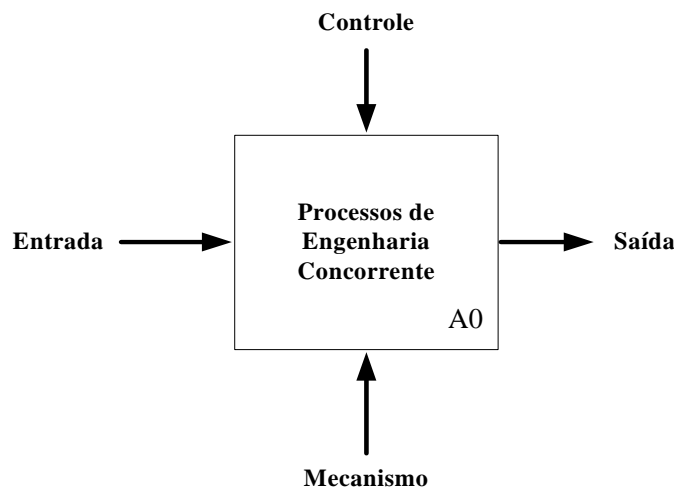 Controle
Processos de
Engenharia
Concorrente
Entrada
Saída
A0
Mecanismo